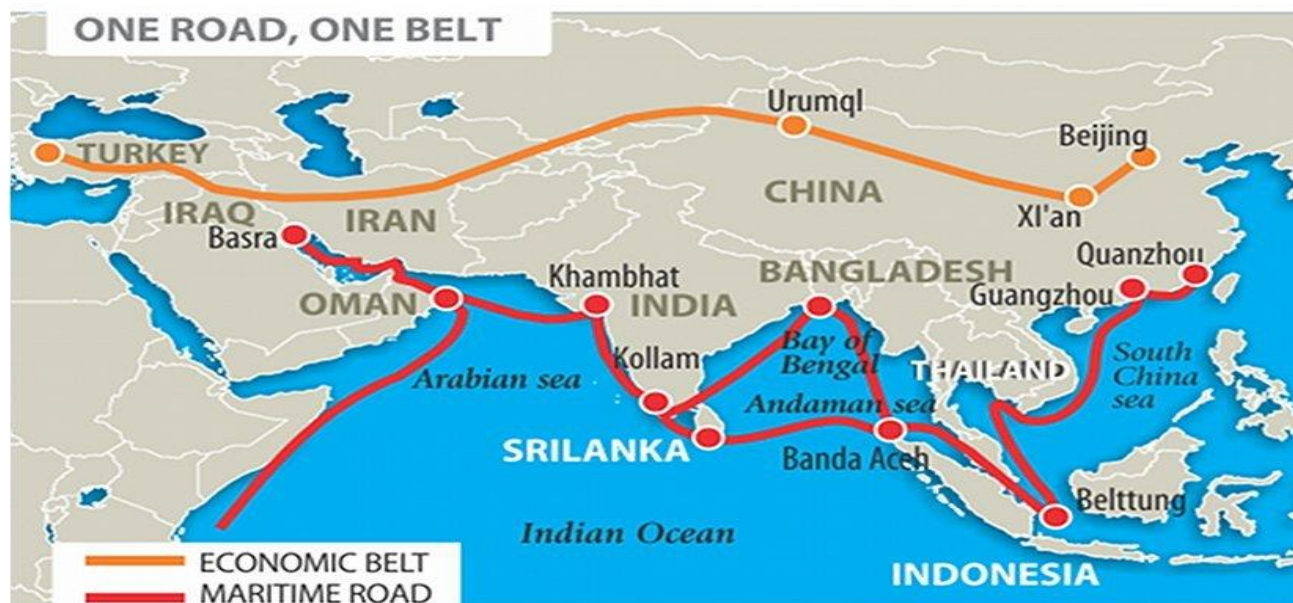 ONE ROAD, ONE BELT
Urumql
Beijing
TURKEY
CHINA
XI'an
IRAQ
IRAN
Basra
Quanzhou
Khambhat
BANGLADESH
Guangzhou
OMAN
INDIA
Kollam
Bay of
Bengal
THAILAND
South
China
sea
Arabian sea
Andaman sea
SRILANKA
Banda Aceh
Belttung
Indian Ocean
ECONOMIC BELT
MARITIME ROAD
INDONESIA